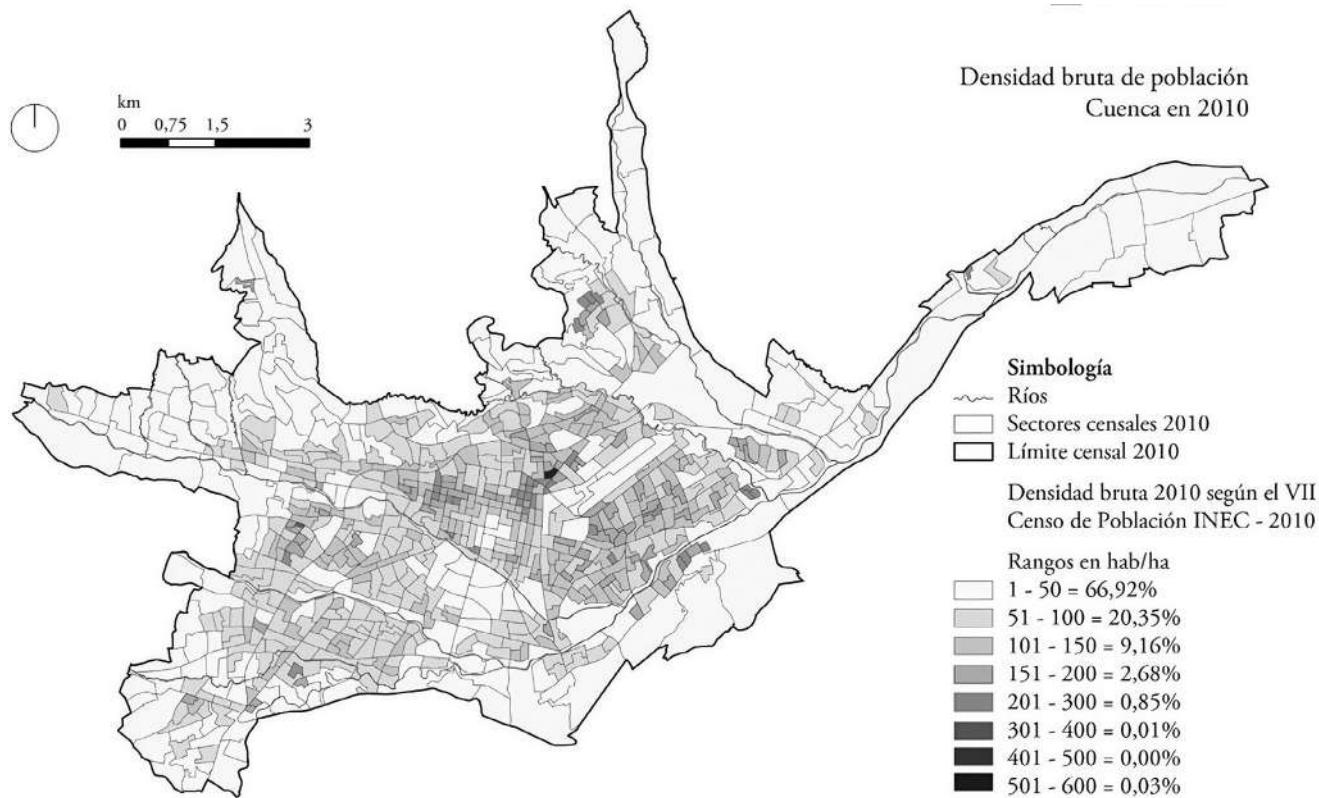 Densidad bruta de población
Cuenca en 2010
km
0 0,75 1,5 3
Simbología
Ríos
Sectores censales 2010
Límite censal 2010
Densidad bruta 2010 según el VII
Censo de Población INEC - 2010
Rangos en hab/ha
1 - 50 = 66,92%
51 - 100 = 20,35%
101 - 150 = 9,16%
151 - 200 = 2,68%
201 - 300 = 0,85%
301 - 400 = 0,01%
401 - 500 = 0,00%
501 - 600 = 0,03%